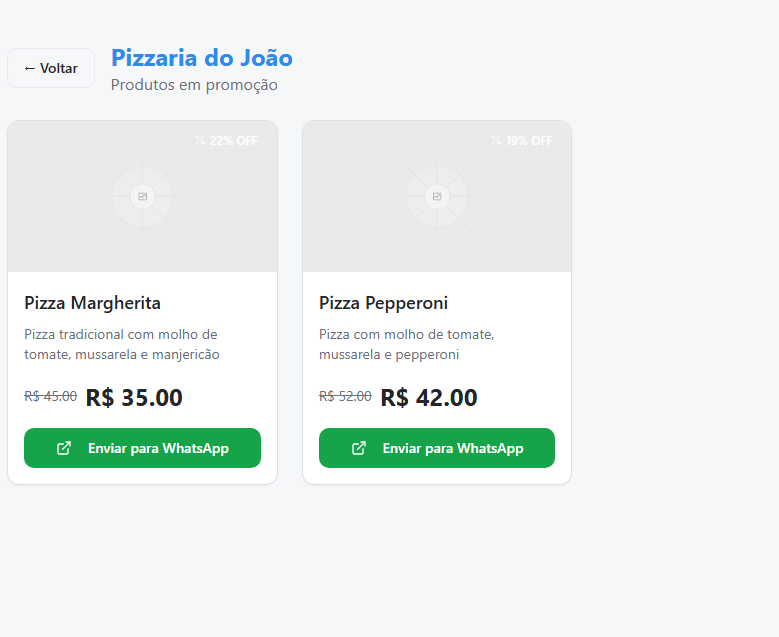 ← Voltar
Pizzaria do João
Produtos em promoção
22% OFF
19% OFF
Pizza Margherita
Pizza tradicional com molho de
tomate, mussarela e manjericão
R$ 45.00 R$ 35.00
Enviar para WhatsApp
Pizza Pepperoni
Pizza com molho de tomate,
mussarela e pepperoni
R$ 52.00 R$ 42.00
Enviar para WhatsApp